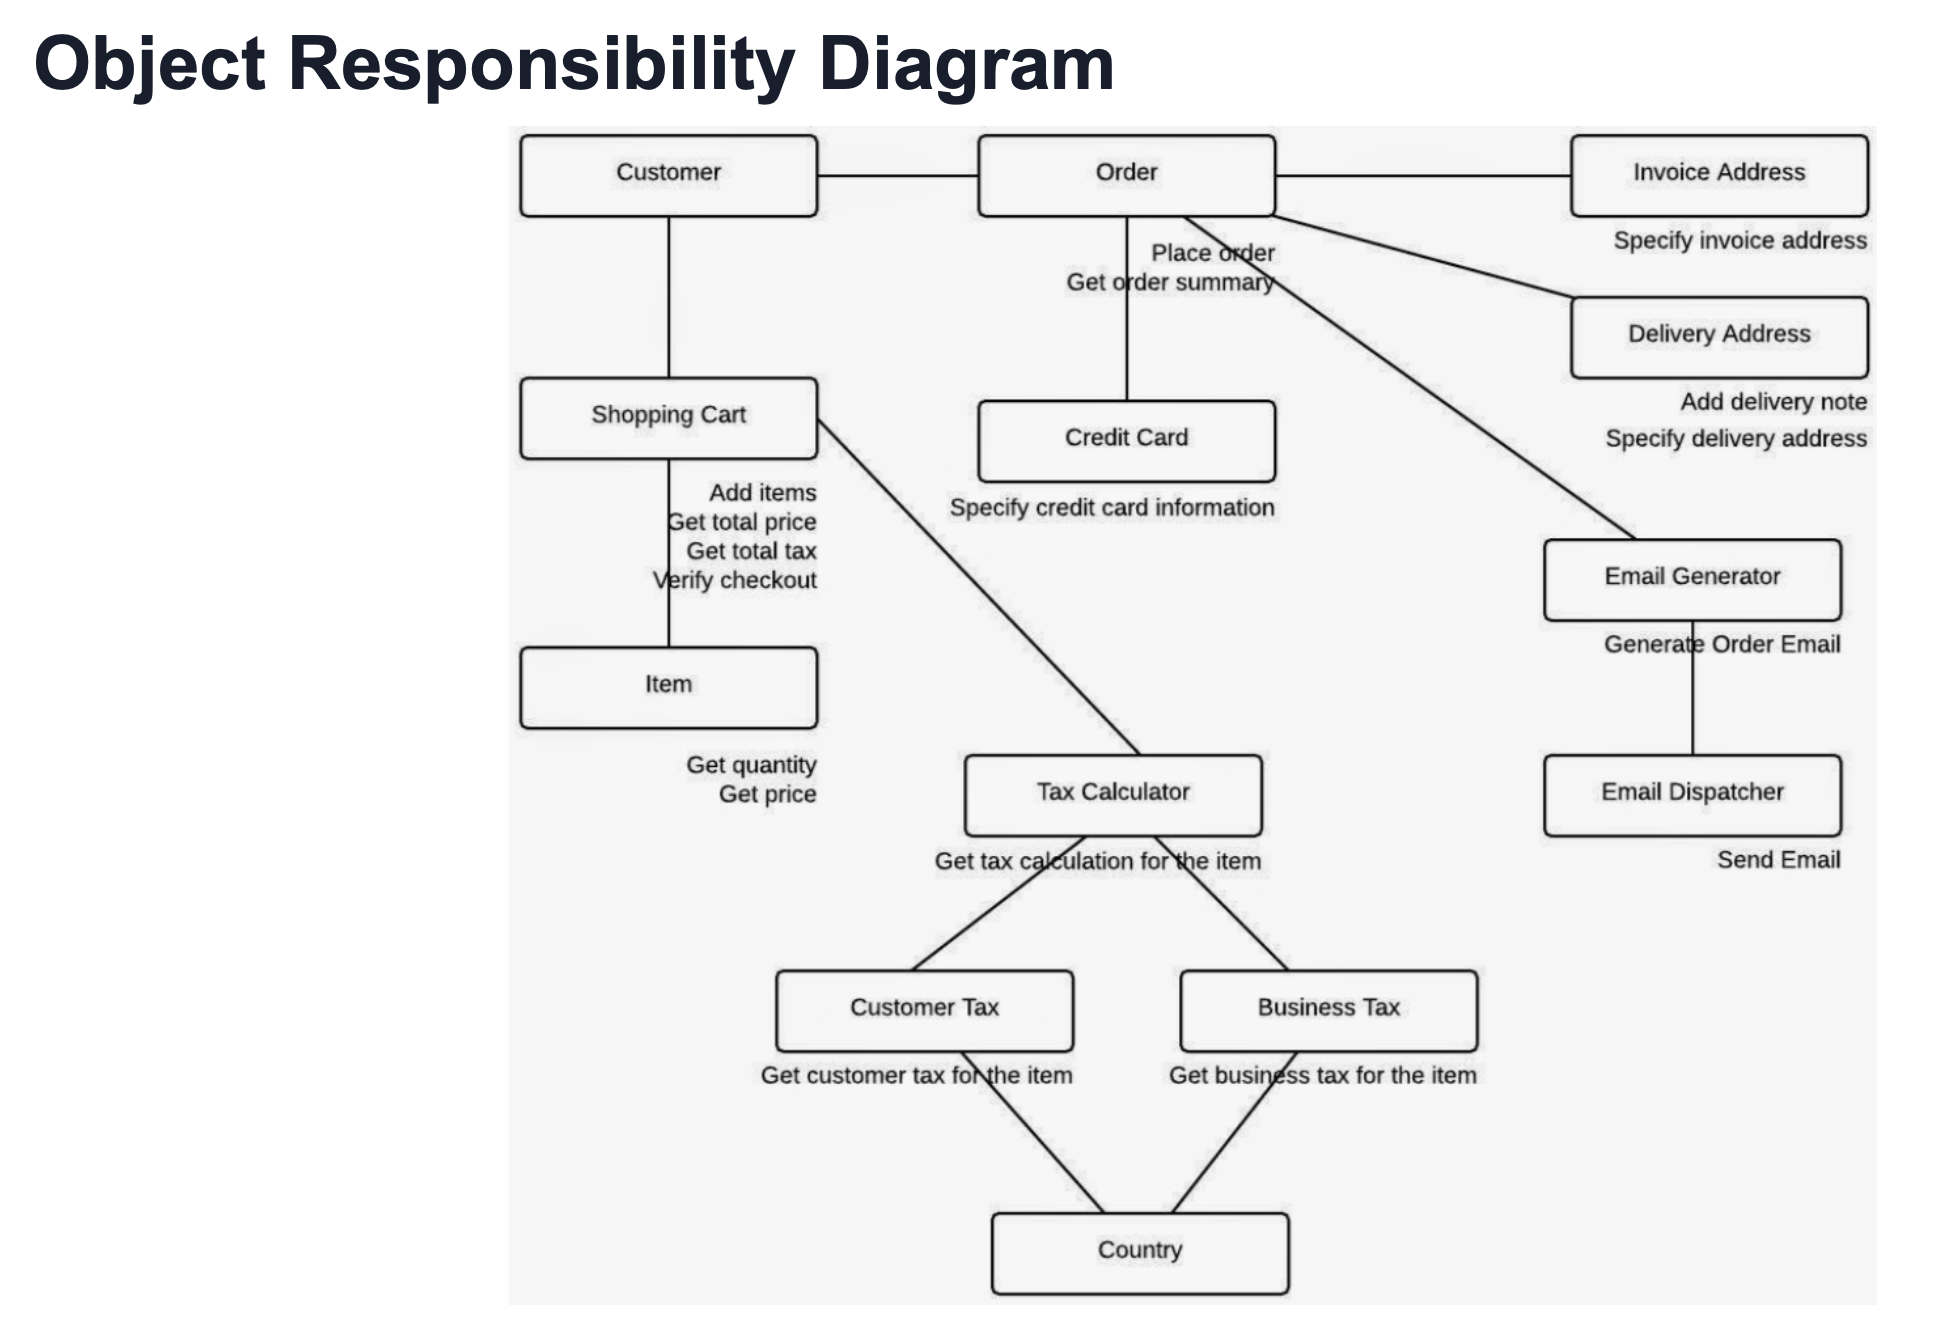 Object Responsibility Diagram
Customer
Order
Invoice Address
Specify invoice address
Place order
Get order summary
Delivery Address
Add delivery note
Specify delivery address
Shopping Cart
Credit Card
Add items
Get total price
Get total tax
Verify checkout
Specify credit card information
Email Generator
Generate Order Email
Item
Get quantity
Get price
Tax Calculator
Get tax calculation for the item
Email Dispatcher
Send Email
Customer Tax
Business Tax
Get customer tax for the item
Get business tax for the item
Country